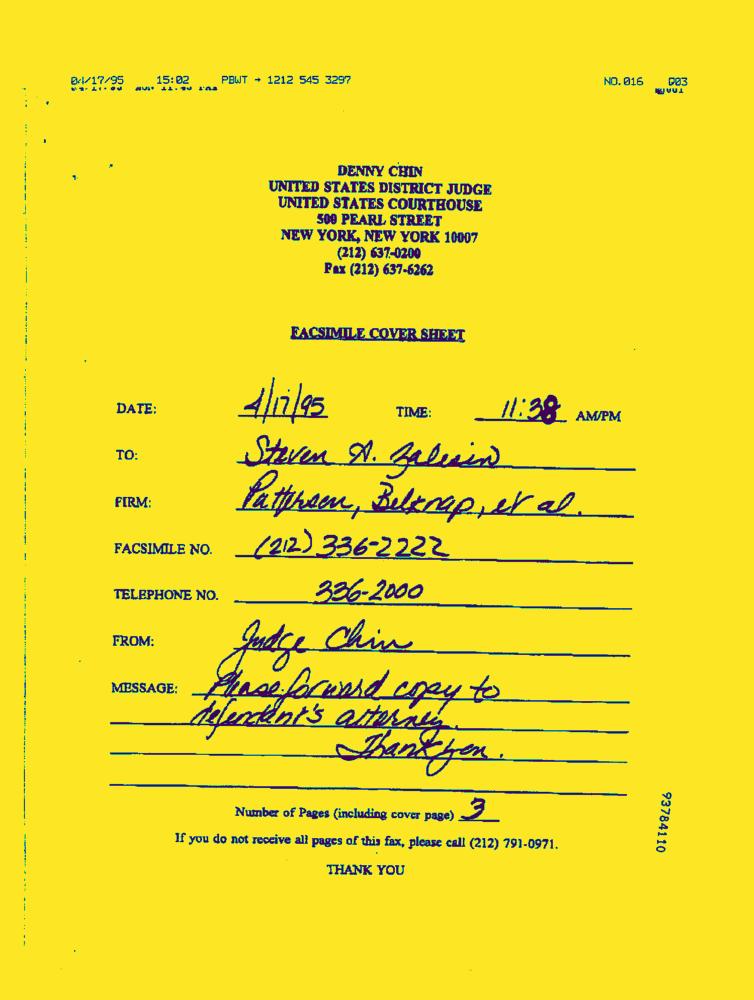 04/17/95 15:02 PBWT → 1212 545 3297 NO.016 003
DENNY CHIN
UNITED STATES DISTRICT JUDGE
UNITED STATES COURTHOUSE
500 PEARL STREET
NEW YORK, NEW YORK 10007
(212) 637-0200
Fax (212) 637-6262
FACSIMILE COVER SHEET
DATE: 4/17/95 TIME: 11:38 AM/PM
TO: Steven A. Zalesin
FIRM: Patterson, Belknap, et al.
FACSIMILE NO. (212) 336-2222
TELEPHONE NO. 336-2000
FROM: Judge Chin
MESSAGE: Please forward copy to
defendant's attorney.
Thank you.
Number of Pages (including cover page) 3
If you do not receive all pages of this fax, please call (212) 791-0971.
THANK YOU
93784110